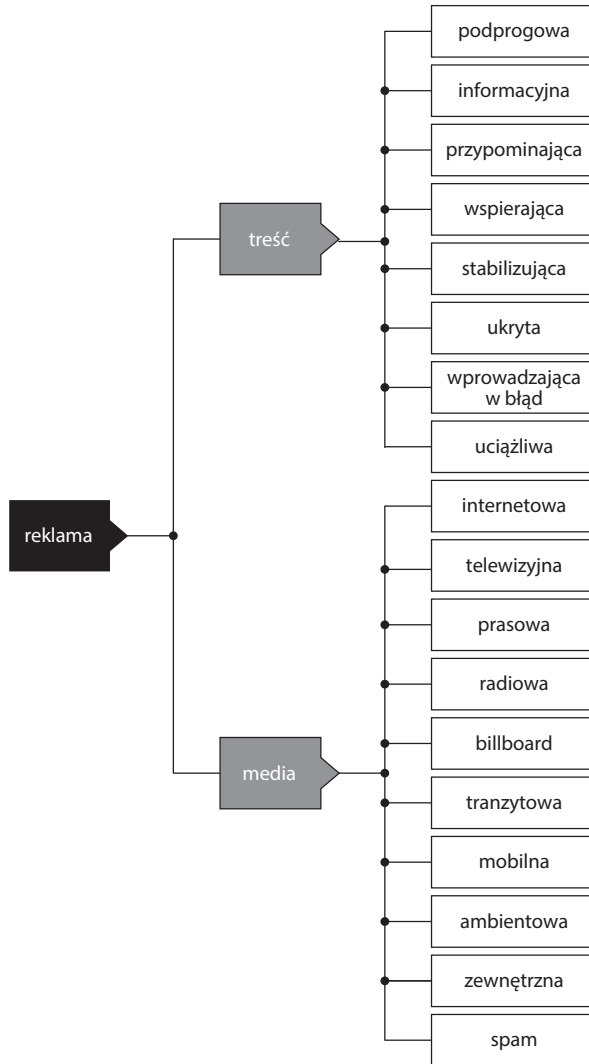 podprogowa
informacyjna
przypominająca
wspierająca
treść
stabilizująca
ukryta
wprowadzająca
w błąd
uciążliwa
internetowa
reklama
telewizyjna
prasowa
radiowa
billboard
media
tranzytowa
mobilna
ambientowa
zewnętrzna
spam